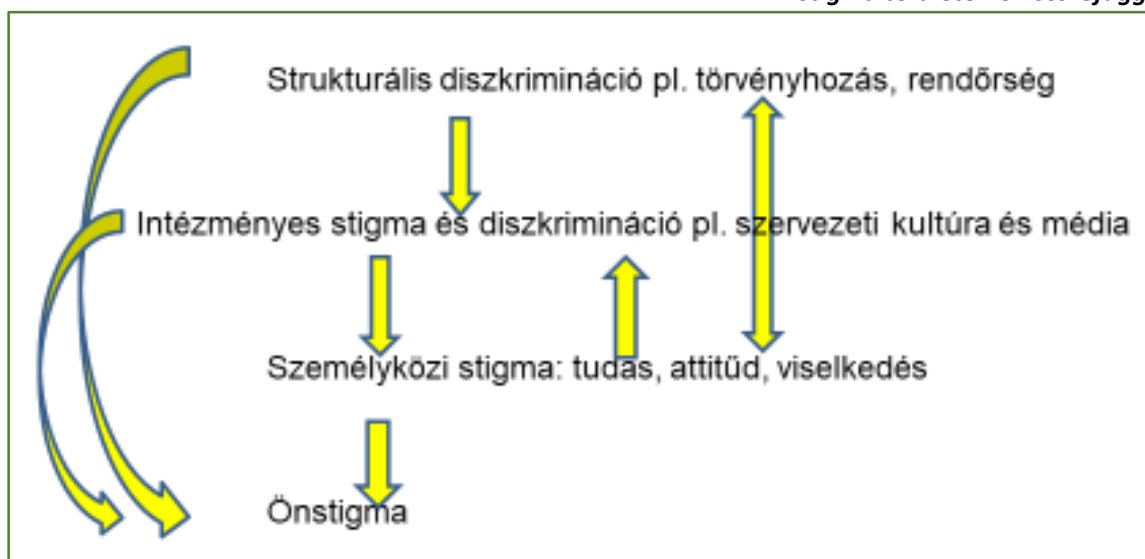 Strukturális diszkrimináció pl. törvényhozás, rendőrség
Intézményes stigma és diszkrimináció pl. szervezeti kultúra és média
Személyközi stigma: tudás, attitűd, viselkedés
Önstigma